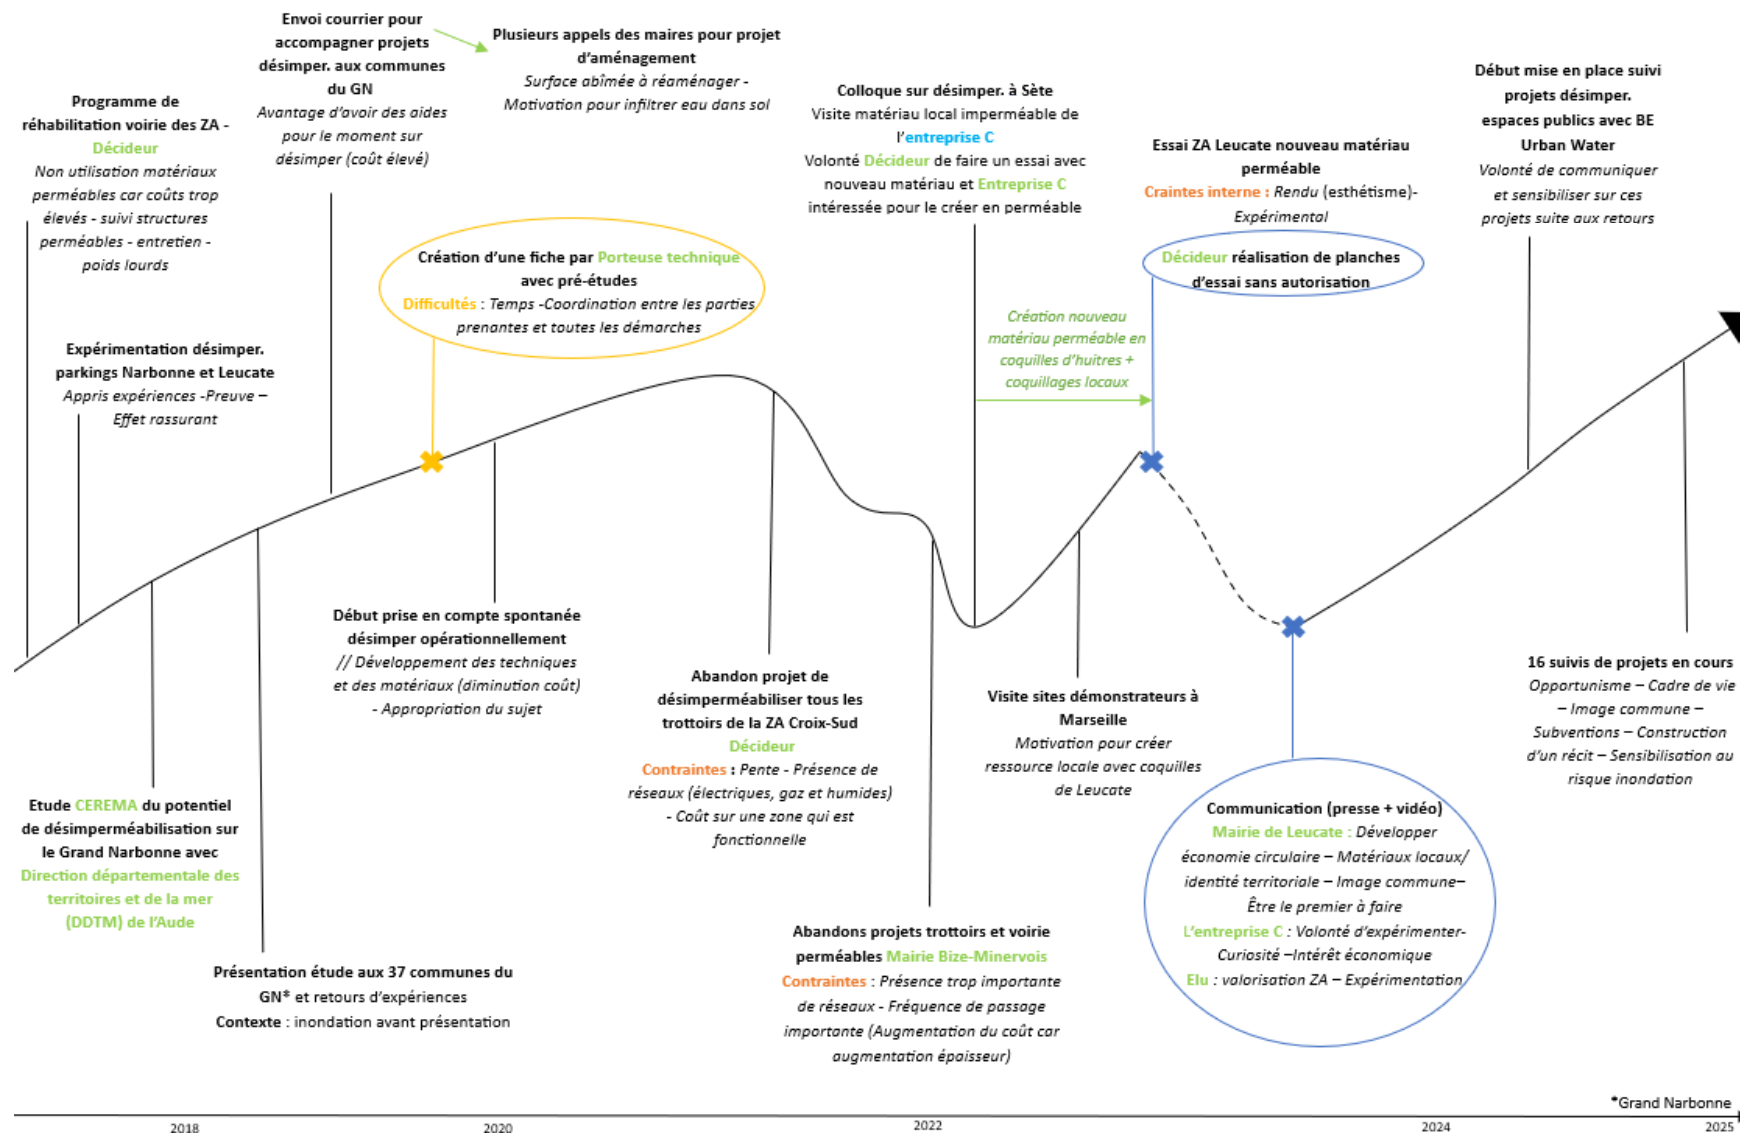 Programme de
réhabilitation voirie des ZA -
Décideur
Non utilisation matériaux
perméables car coûts trop
élevés - suivi structures
perméables - entretien -
poids lourds
Expérimentation désimper.
parkings Narbonne et Leucate
Appris expériences -Preuve –
Effet rassurant
Envoi courrier pour
accompagner projets
désimper. aux communes
du GN
Avantage d'avoir des aides
pour le moment sur
désimper (coût élevé)
Plusieurs appels des maires pour projet
d'aménagement
Surface abîmée à réaménager -
Motivation pour infiltrer eau dans sol
Création d'une fiche par Porteuse technique
avec pré-études
Difficultés : Temps -Coordination entre les parties
prenantes et toutes les démarches
Colloque sur désimper. à Sète
Visite matériau local imperméable de
l'entreprise C
Volonté Décideur de faire un essai avec
nouveau matériau et Entreprise C
intéressée pour le créer en perméable
Création nouveau
matériau perméable en
coquilles d'huitres +
coquillages locaux
Essai ZA Leucate nouveau matériau
perméable
Craintes interne : Rendu (esthétisme)-
Expérimental
Décideur réalisation de planches
d'essai sans autorisation
Début mise en place suivi
projets désimper.
espaces publics avec BE
Urban Water
Volonté de communiquer
et sensibiliser sur ces
projets suite aux retours
Etude CEREMA du potentiel
de désimperméabilisation sur
le Grand Narbonne avec
Direction départementale des
territoires et de la mer
(DDTM) de l'Aude
Présentation étude aux 37 communes du
GN* et retours d'expériences
Contexte : inondation avant présentation
Début prise en compte spontanée
désimper opérationnellement
// Développement des techniques
et des matériaux (diminution coût)
- Appropriation du sujet
Abandon projet de
désimperméabiliser tous les
trottoirs de la ZA Croix-Sud
Décideur
Contraintes : Pente - Présence de
réseaux (électriques, gaz et humides)
- Coût sur une zone qui est
fonctionnelle
Abandons projets trottoirs et voirie
perméables Mairie Bize-Minervois
Contraintes : Présence trop importante
de réseaux - Fréquence de passage
importante (Augmentation du coût car
augmentation épaisseur)
Visite sites démonstrateurs à
Marseille
Motivation pour créer
ressource locale avec coquilles
de Leucate
Communication (presse + vidéo)
Mairie de Leucate : Développer
économie circulaire – Matériaux locaux/
identité territoriale – Image commune–
Être le premier à faire
L'entreprise C : Volonté d'expérimenter-
Curiosité –Intérêt économique
Elu : valorisation ZA – Expérimentation
16 suivis de projets en cours
Opportunisme – Cadre de vie
– Image commune –
Subventions – Construction
d'un récit – Sensibilisation au
risque inondation
*Grand Narbonne
2018
2020
2022
2024
2025